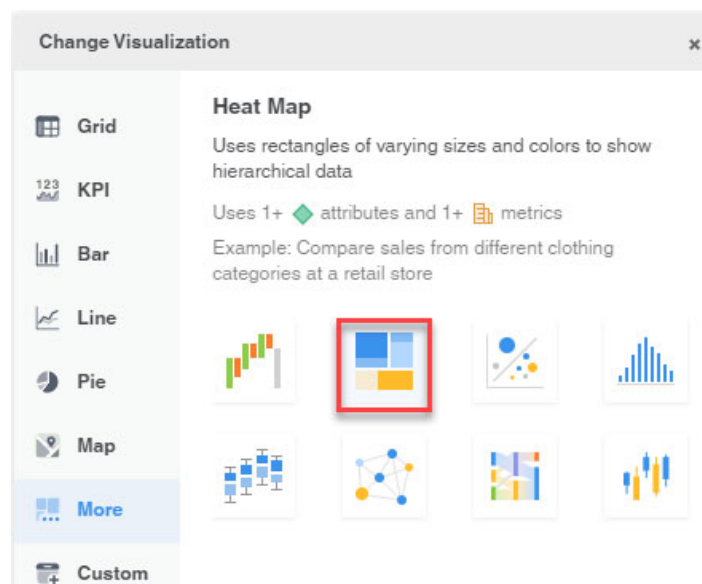 Change Visualization
×
Grid
123
KPI
Bar
Line
Pie
Map
More
Custom
Heat Map
Uses rectangles of varying sizes and colors to show
hierarchical data
Uses 1+ attributes and 1+ metrics
Example: Compare sales from different clothing
categories at a retail store